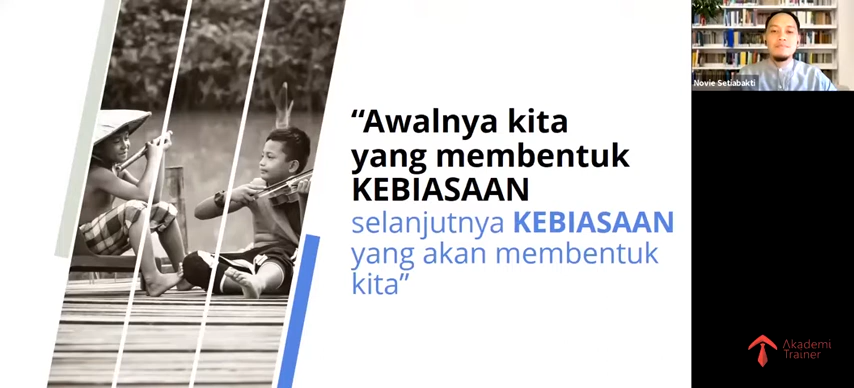 “Awalnya kita
yang membentuk
KEBIASAAN
selanjutnya KEBIASAAN
yang akan membentuk
kita”
Novie Setiabakti
Akademi
Trainer